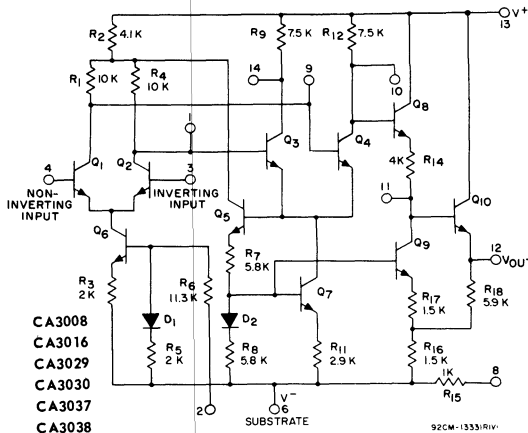 R2 4.1K
R9 7.5K
R12 7.5K
V+
13
R1 10K
R4 10K
14
9
10
Q8
1
Q3
Q4
4K R14
4
Q1
Q2
3
11
Q10
NON-
INVERTING
INPUT
INVERTING
INPUT
Q5
12
VOUT
Q6
R7
5.8K
Q9
R3
2K
R6
11.3K
Q7
R17
1.5K
R18
5.9K
D1
D2
CA3008
CA3016
CA3029
CA3030
CA3037
CA3038
R5
2K
R8
5.8K
R11
2.9K
R16
1.5K
1K
R15
8
2
V-
6
SUBSTRATE
92CM-13331RIV1